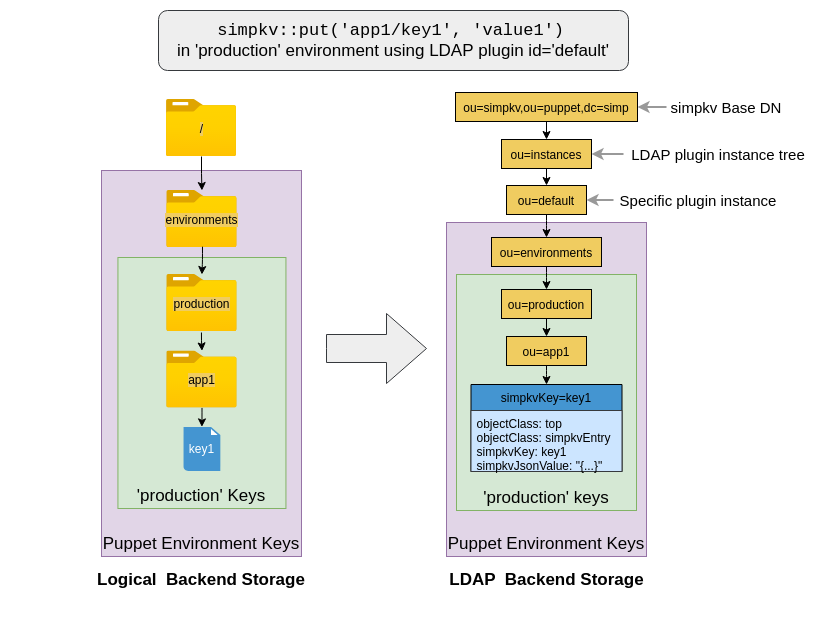 simpkv::put('app1/key1', 'value1')
in 'production' environment using LDAP plugin id='default'
/
environments
production
app1
key1
'production' Keys
Puppet Environment Keys
Logical  Backend Storage
ou=simpkv,ou=puppet,dc=simp
simpkv Base DN
ou=instances
LDAP plugin instance tree
ou=default
Specific plugin instance
ou=environments
ou=production
ou=app1
simpkvKey=key1
objectClass: top
objectClass: simpkvEntry
simpkvKey: key1
simpkvJsonValue: "{...}"
'production' keys
Puppet Environment Keys
LDAP  Backend Storage